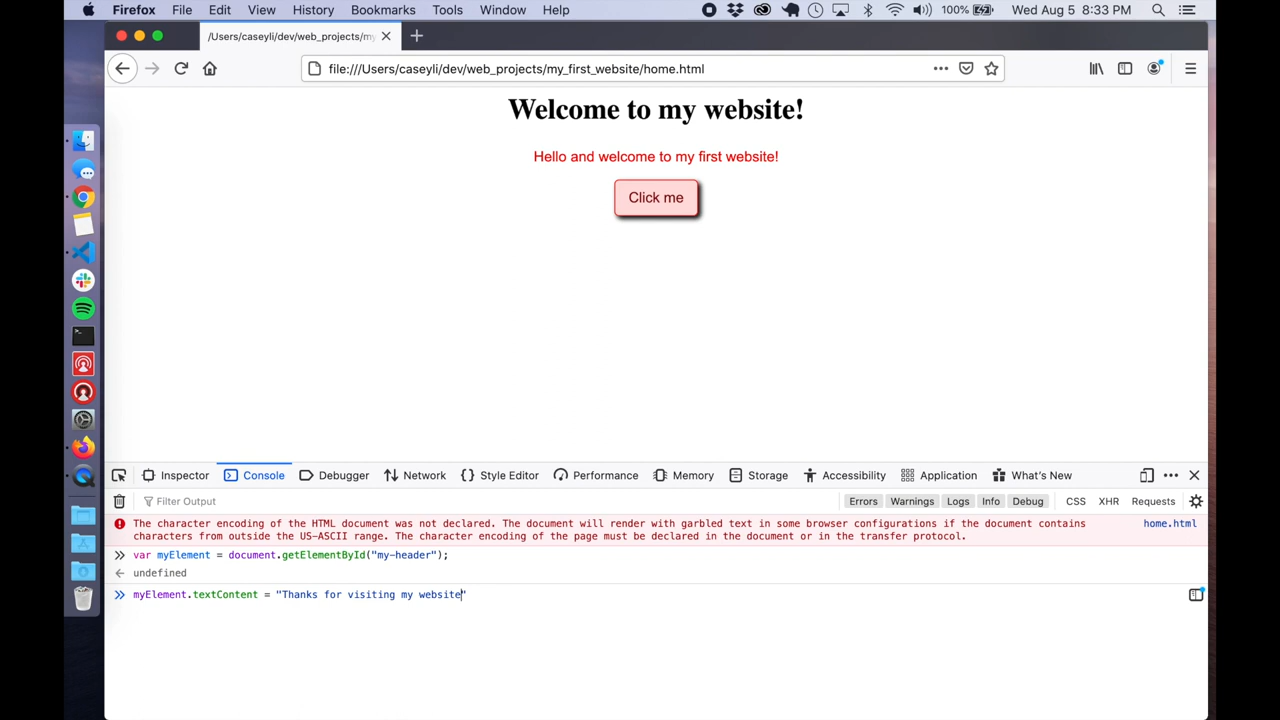 Firefox File Edit View History Bookmarks Tools Window Help 100% Wed Aug 5 8:33 PM
/Users/caseyli/dev/web_projects/my
file:///Users/caseyli/dev/web_projects/my_first_website/home.html
Welcome to my website!
Hello and welcome to my first website!
Click me
Inspector Console Debugger Network {} Style Editor Performance Memory Storage Accessibility Application What's New
Filter Output Errors Warnings Logs Info Debug CSS XHR Requests
The character encoding of the HTML document was not declared. The document will render with garbled text in some browser configurations if the document contains home.html
characters from outside the US-ASCII range. The character encoding of the page must be declared in the document or in the transfer protocol.
>> var myElement = document.getElementById("my-header");
undefined
>> myElement.textContent = "Thanks for visiting my website"